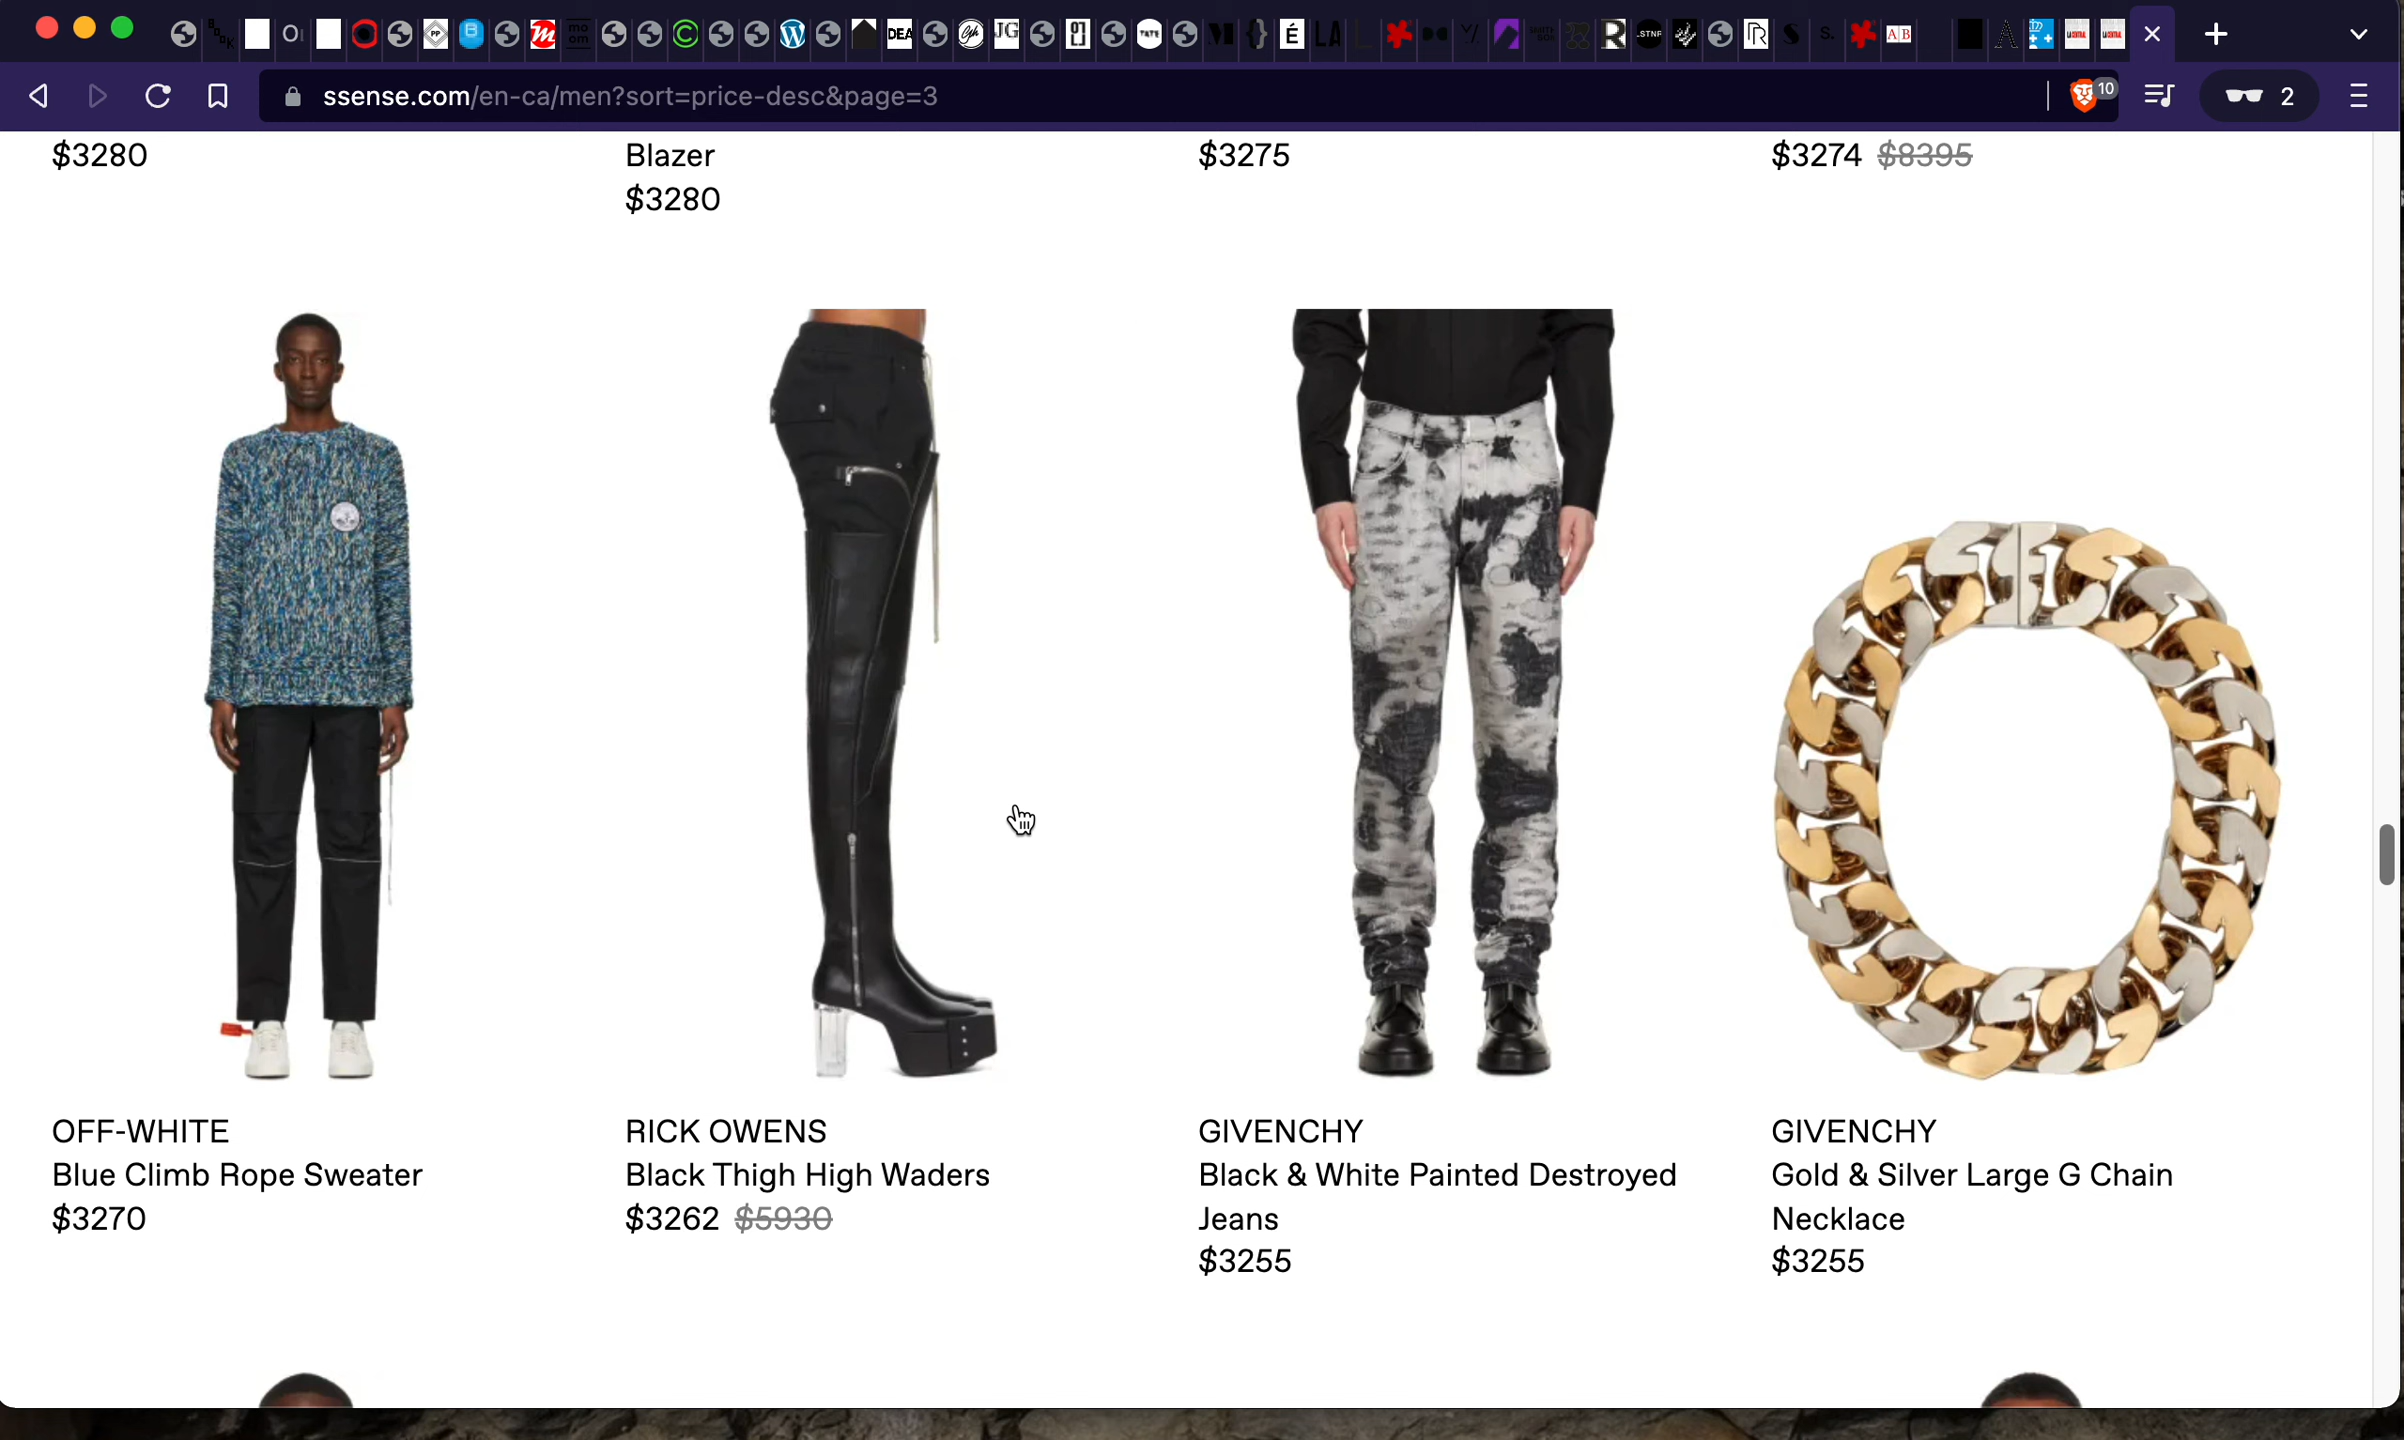 ssense.com/en-ca/men?sort=price-desc&page=3
10
2
$3280
Blazer
$3280
$3275
$3274 $8395
OFF-WHITE
Blue Climb Rope Sweater
$3270
RICK OWENS
Black Thigh High Waders
$3262 $5930
GIVENCHY
Black & White Painted Destroyed
Jeans
$3255
GIVENCHY
Gold & Silver Large G Chain
Necklace
$3255